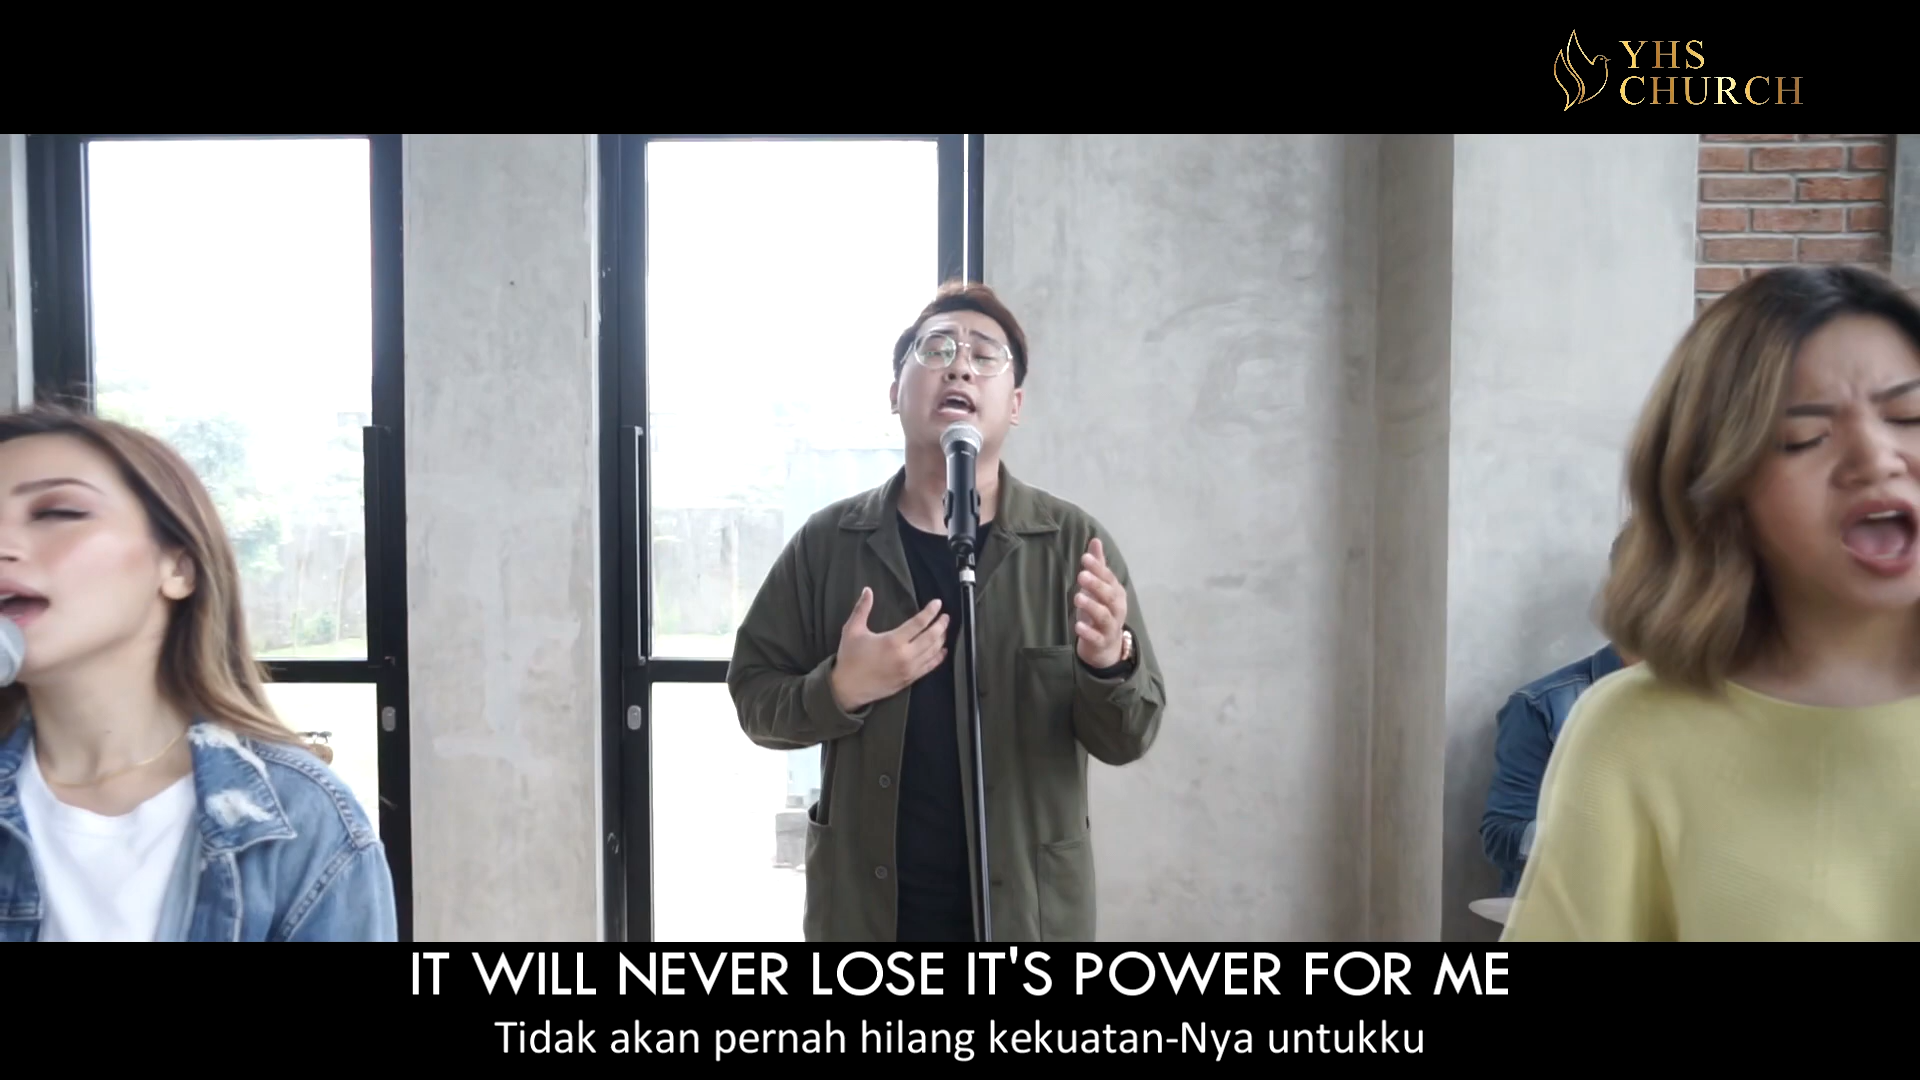 YHS
CHURCH
IT WILL NEVER LOSE IT'S POWER FOR ME
Tidak akan pernah hilang kekuatan-Nya untukku